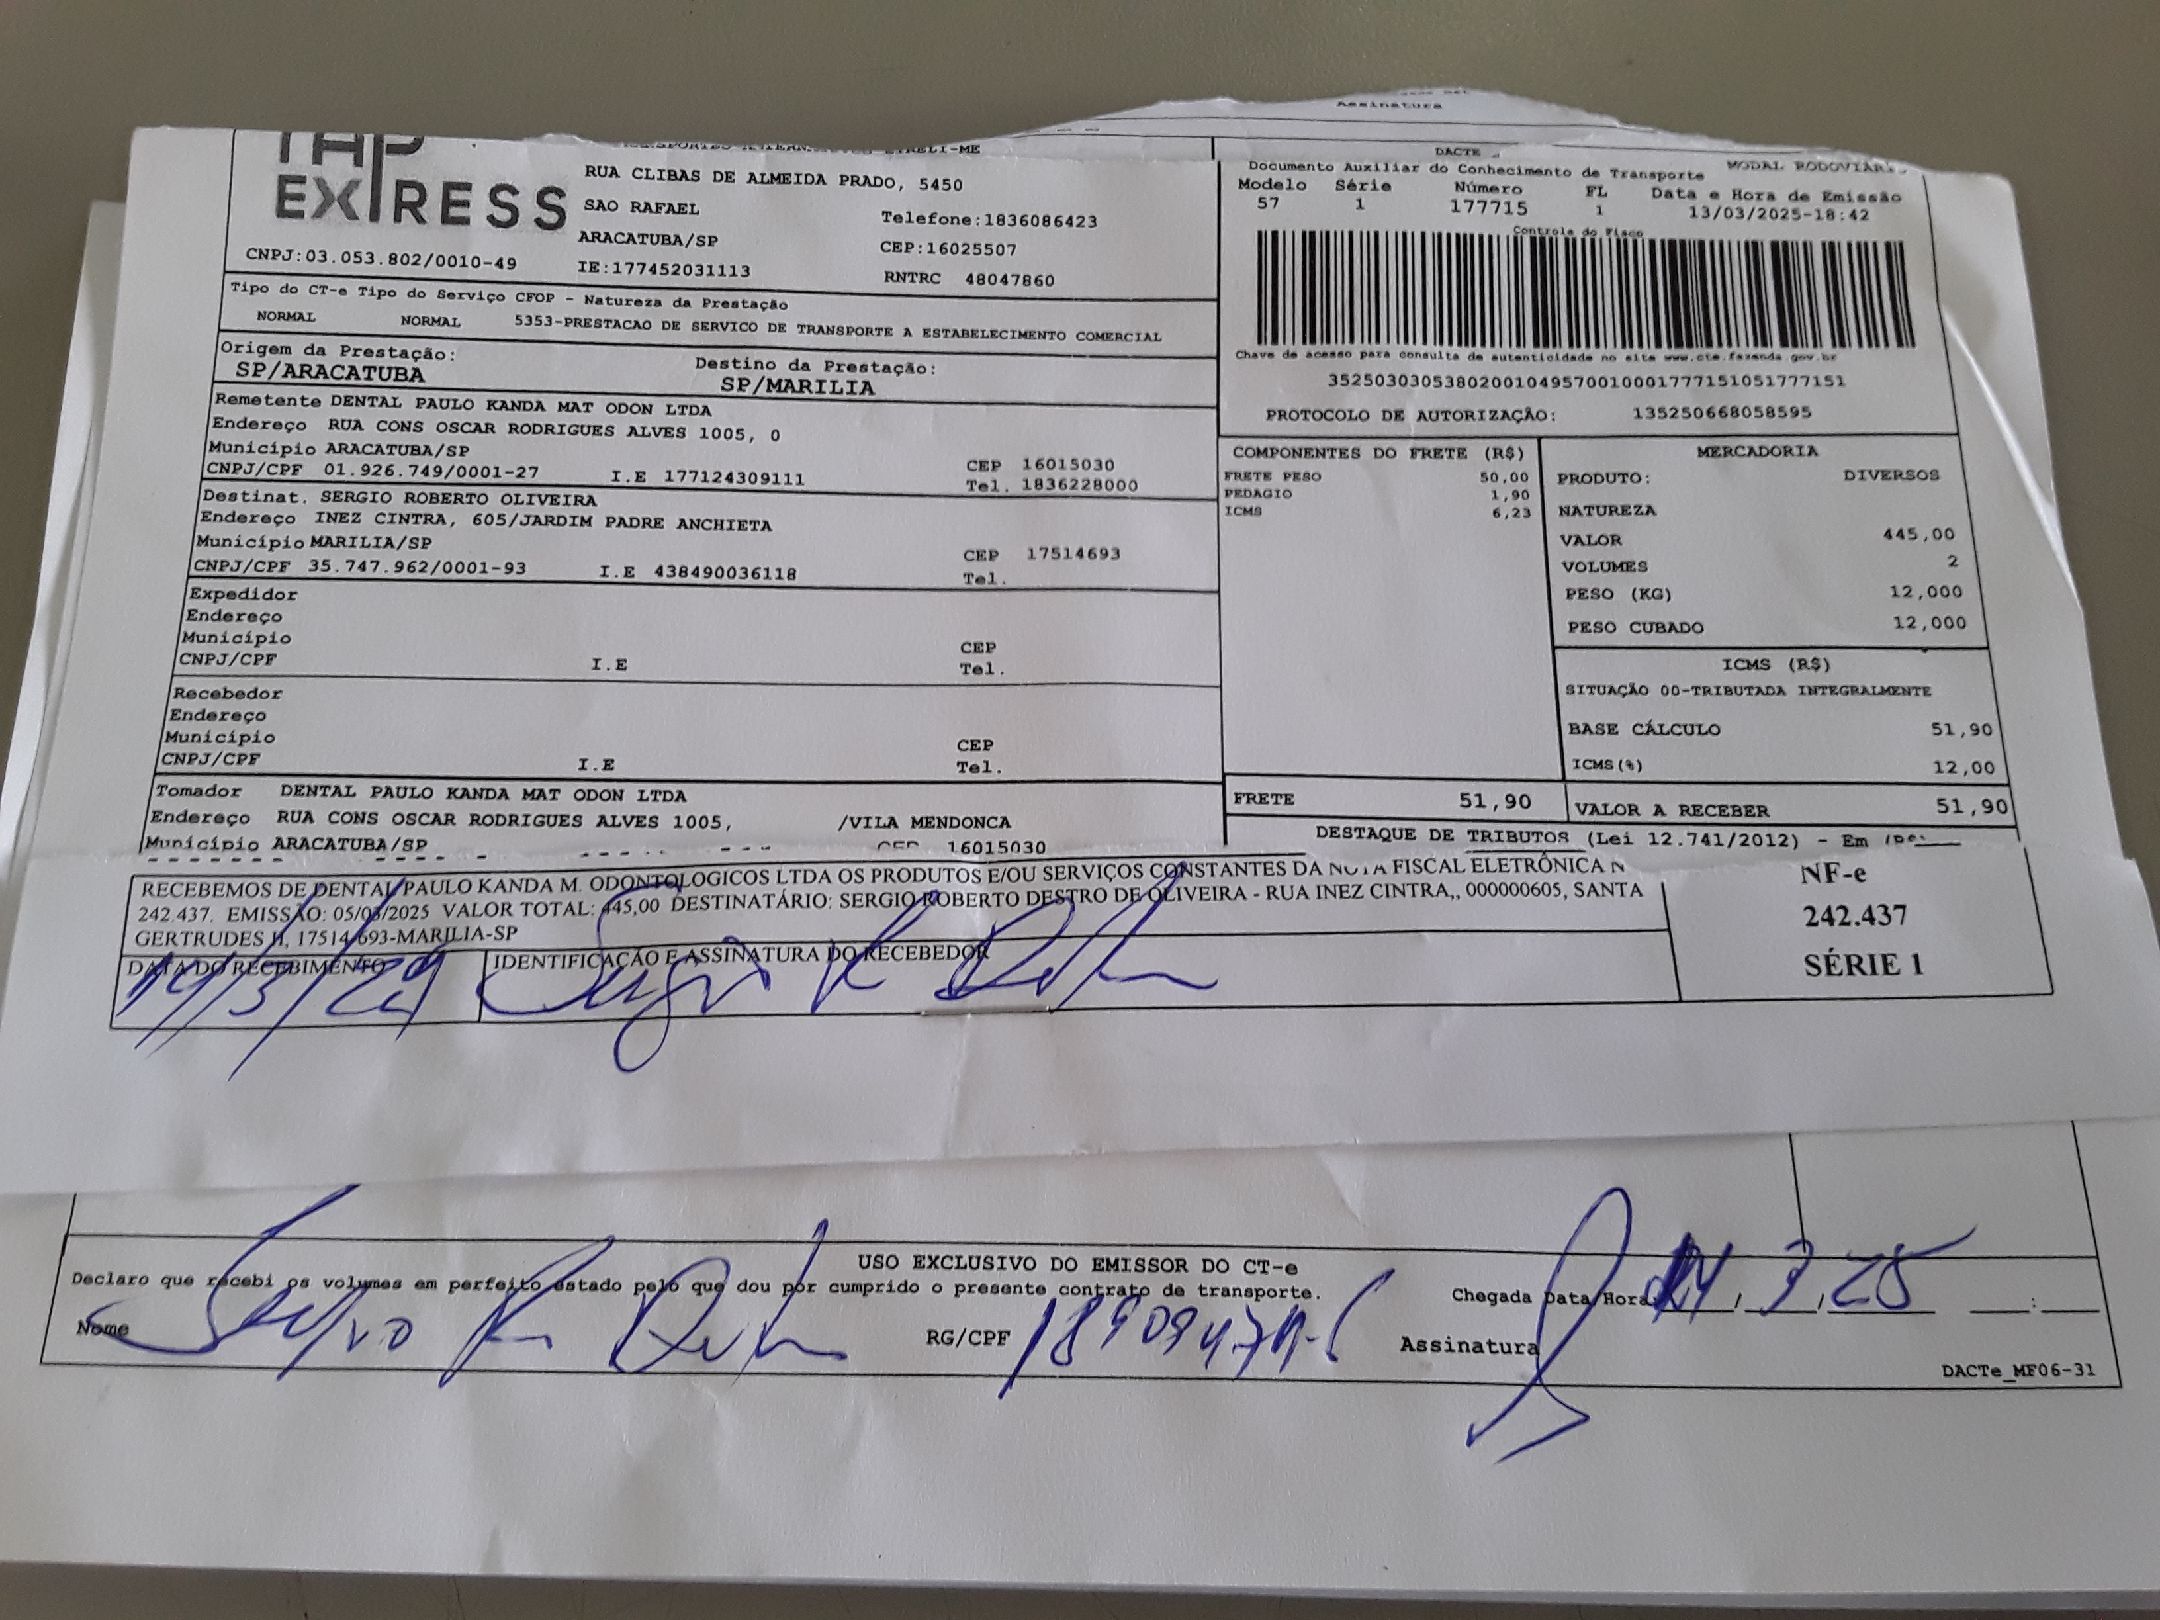 Assinatura
TAP
EXPRESS
RUA CLIBAS DE ALMEIDA PRADO, 5450
SAO RAFAEL
Telefone:1836086423
ARACATUBA/SP
CEP:16025507
CNPJ:03.053.802/0010-49
IE:177452031113
RNTRC 48047860
DACTE
MODAL RODOVIARIO
Documento Auxiliar do Conhecimento de Transporte
Modelo Série Número FL Data e Hora de Emissão
57 1 177715 1 13/03/2025-18:42
Controle do Fisco
Chave de acesso para consulta de autenticidade no site www.cte.fazenda.gov.br
35250303053802001049570010001777151051777151
PROTOCOLO DE AUTORIZAÇÃO: 135250668058595
Tipo do CT-e Tipo do Serviço CFOP - Natureza da Prestação
NORMAL NORMAL 5353-PRESTACAO DE SERVICO DE TRANSPORTE A ESTABELECIMENTO COMERCIAL
Origem da Prestação: Destino da Prestação:
SP/ARACATUBA SP/MARILIA
Remetente DENTAL PAULO KANDA MAT ODON LTDA
Endereço RUA CONS OSCAR RODRIGUES ALVES 1005, 0
Município ARACATUBA/SP CEP 16015030
CNPJ/CPF 01.926.749/0001-27 I.E 177124309111 Tel. 1836228000
Destinat. SERGIO ROBERTO OLIVEIRA
Endereço INEZ CINTRA, 605/JARDIM PADRE ANCHIETA
Município MARILIA/SP CEP 17514693
CNPJ/CPF 35.747.962/0001-93 I.E 438490036118 Tel.
Expedidor
Endereço
Município CEP
CNPJ/CPF I.E Tel.
Recebedor
Endereço
Município CEP
CNPJ/CPF I.E Tel.
Tomador DENTAL PAULO KANDA MAT ODON LTDA
Endereço RUA CONS OSCAR RODRIGUES ALVES 1005, /VILA MENDONCA
Município ARACATUBA/SP CEP 16015030
COMPONENTES DO FRETE (R$)
FRETE PESO 50,00
PEDAGIO 1,90
ICMS 6,23
FRETE 51,90
MERCADORIA
PRODUTO: DIVERSOS
NATUREZA
VALOR 445,00
VOLUMES 2
PESO (KG) 12,000
PESO CUBADO 12,000
ICMS (R$)
SITUAÇÃO 00-TRIBUTADA INTEGRALMENTE
BASE CÁLCULO 51,90
ICMS(%) 12,00
VALOR A RECEBER 51,90
DESTAQUE DE TRIBUTOS (Lei 12.741/2012) - Em
RECEBEMOS DE DENTAL PAULO KANDA M. ODONTOLOGICOS LTDA OS PRODUTOS E/OU SERVIÇOS CONSTANTES DA NOTA FISCAL ELETRÔNICA N
242.437. EMISSÃO: 05/03/2025 VALOR TOTAL: 445,00 DESTINATÁRIO: SERGIO ROBERTO DESTRO DE OLIVEIRA - RUA INEZ CINTRA,, 000000605, SANTA
GERTRUDES II, 17514-693-MARILIA-SP
DATA DO RECEBIMENTO IDENTIFICAÇÃO E ASSINATURA DO RECEBEDOR
NF-e
242.437
SÉRIE 1
USO EXCLUSIVO DO EMISSOR DO CT-e
Declaro que recebi os volumes em perfeito estado pelo que dou por cumprido o presente contrato de transporte.
Chegada Data/Hora 14/3/25 :
Nome RG/CPF Assinatura
DACTe_MF06-31